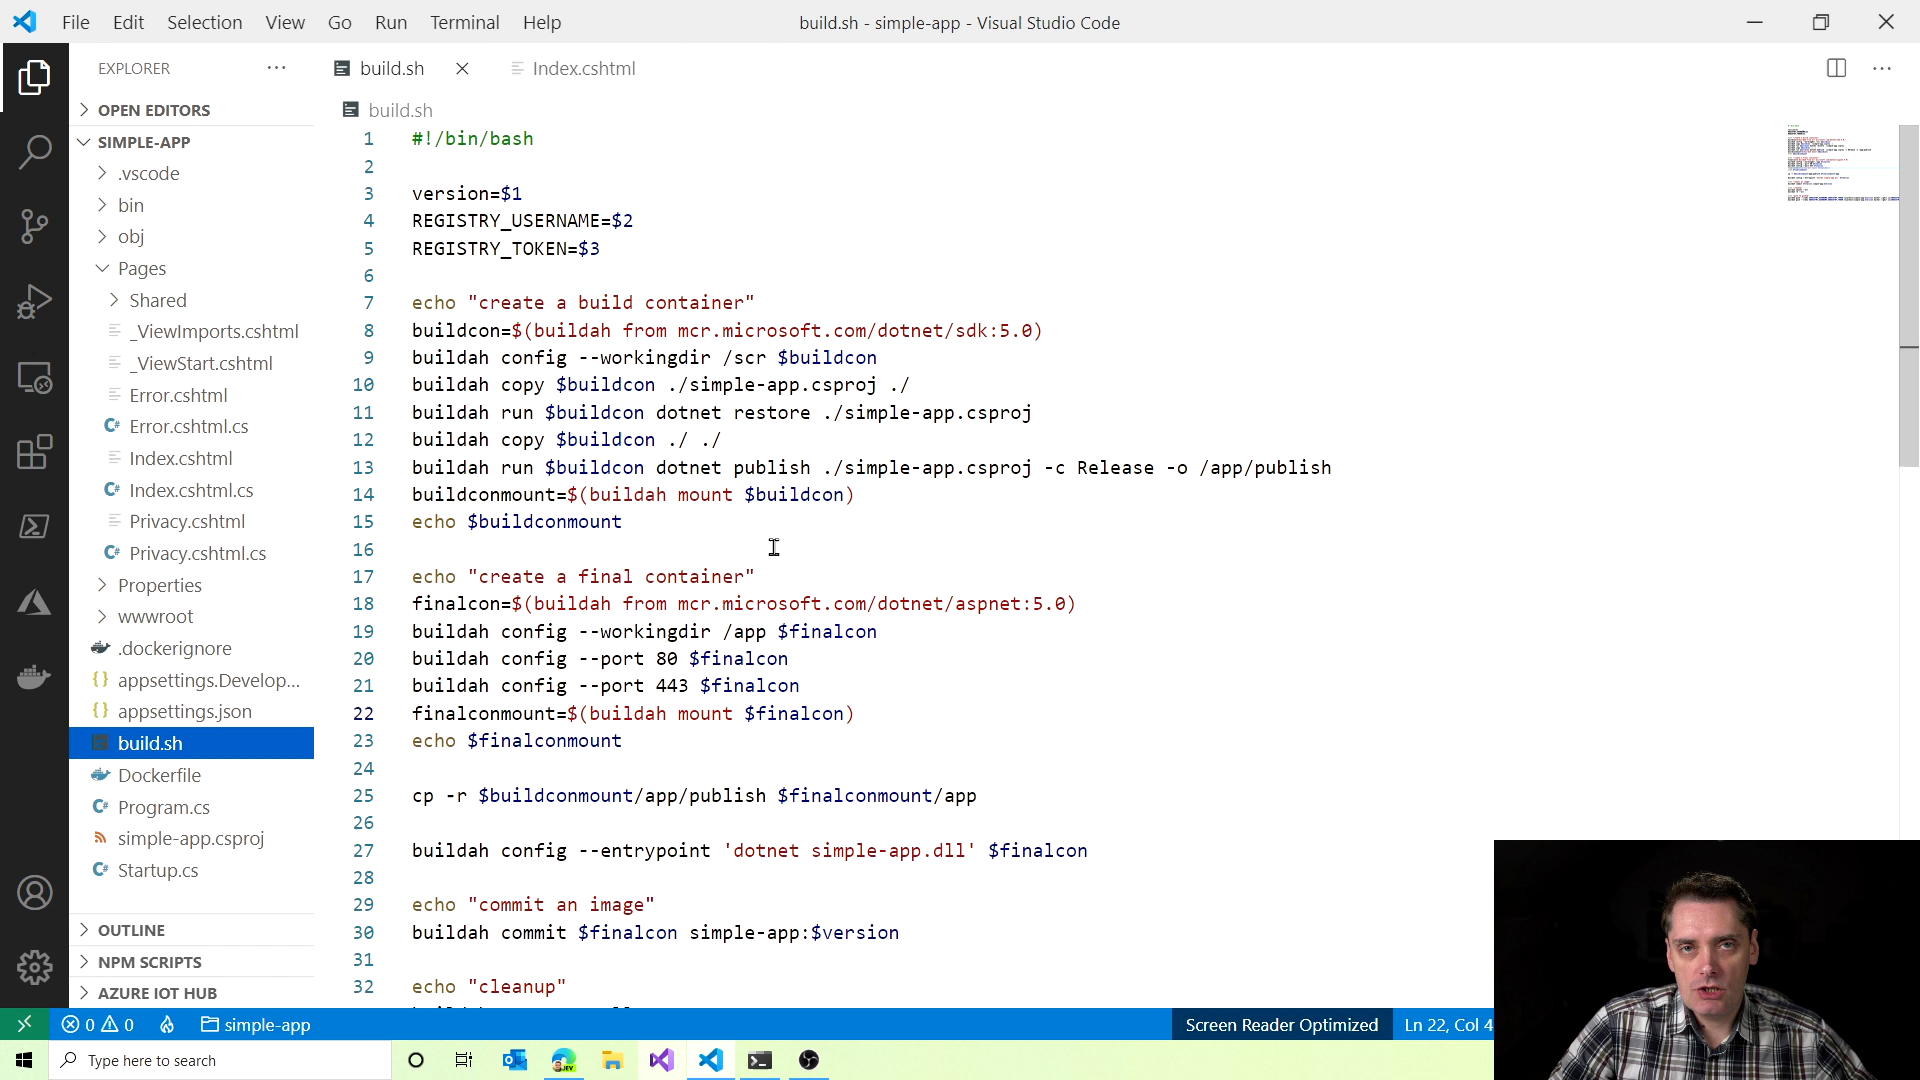 File Edit Selection View Go Run Terminal Help
build.sh - simple-app - Visual Studio Code
EXPLORER
build.sh
Index.cshtml
OPEN EDITORS
SIMPLE-APP
.vscode
bin
obj
Pages
Shared
_ViewImports.cshtml
_ViewStart.cshtml
Error.cshtml
C# Error.cshtml.cs
Index.cshtml
C# Index.cshtml.cs
Privacy.cshtml
C# Privacy.cshtml.cs
Properties
wwwroot
.dockerignore
{} appsettings.Develop...
{} appsettings.json
build.sh
Dockerfile
C# Program.cs
simple-app.csproj
C# Startup.cs
OUTLINE
NPM SCRIPTS
AZURE IOT HUB
build.sh
1 #!/bin/bash
2
3 version=$1
4 REGISTRY_USERNAME=$2
5 REGISTRY_TOKEN=$3
6
7 echo "create a build container"
8 buildcon=$(buildah from mcr.microsoft.com/dotnet/sdk:5.0)
9 buildah config --workingdir /scr $buildcon
10 buildah copy $buildcon ./simple-app.csproj ./
11 buildah run $buildcon dotnet restore ./simple-app.csproj
12 buildah copy $buildcon ./ ./
13 buildah run $buildcon dotnet publish ./simple-app.csproj -c Release -o /app/publish
14 buildconmount=$(buildah mount $buildcon)
15 echo $buildconmount
16
17 echo "create a final container"
18 finalcon=$(buildah from mcr.microsoft.com/dotnet/aspnet:5.0)
19 buildah config --workingdir /app $finalcon
20 buildah config --port 80 $finalcon
21 buildah config --port 443 $finalcon
22 finalconmount=$(buildah mount $finalcon)
23 echo $finalconmount
24
25 cp -r $buildconmount/app/publish $finalconmount/app
26
27 buildah config --entrypoint 'dotnet simple-app.dll' $finalcon
28
29 echo "commit an image"
30 buildah commit $finalcon simple-app:$version
31
32 echo "cleanup"
0 0 simple-app
Screen Reader Optimized
Ln 22, Col 4
Type here to search